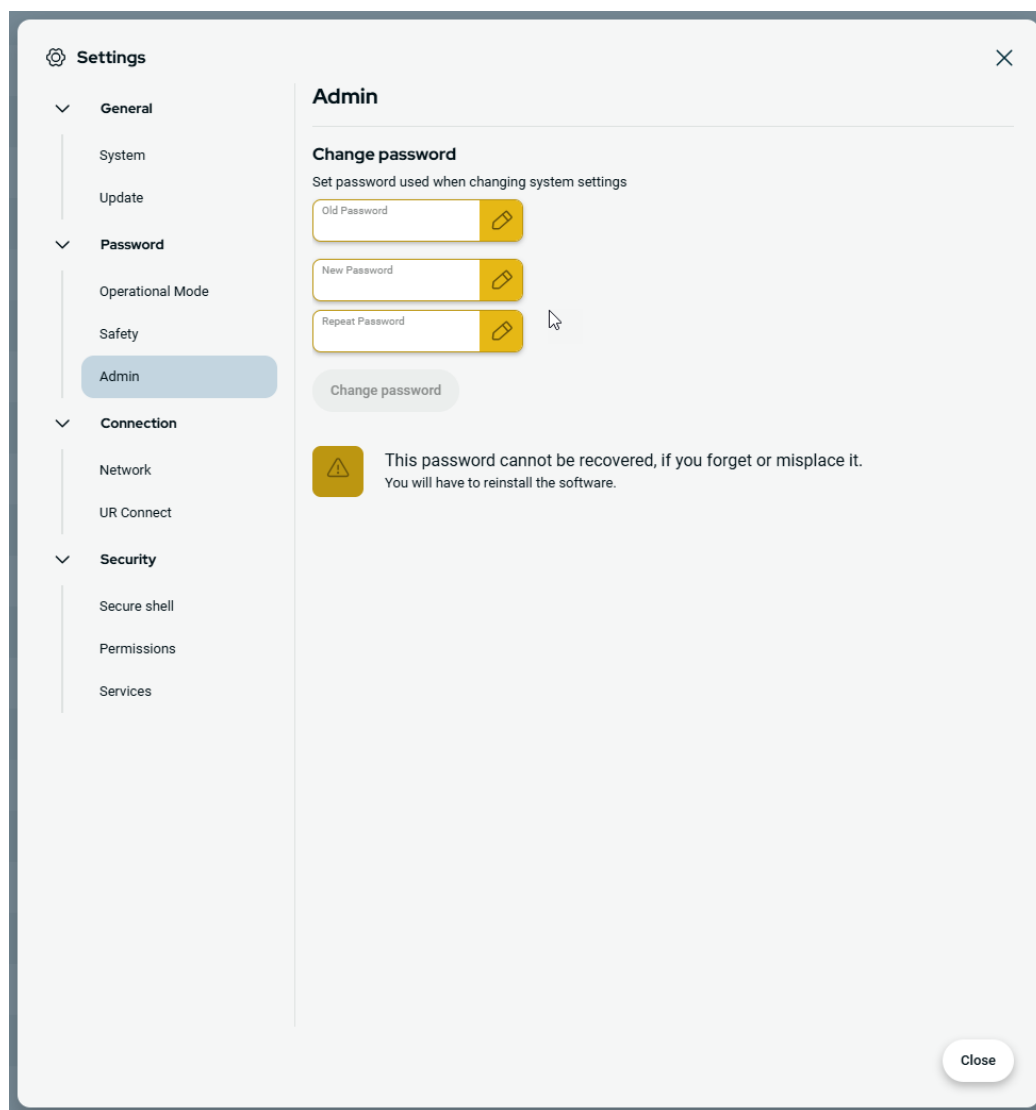 Settings
General
System
Update
Password
Operational Mode
Safety
Admin
Connection
Network
UR Connect
Security
Secure shell
Permissions
Services
Admin
Change password
Set password used when changing system settings
Old Password
New Password
Repeat Password
Change password
This password cannot be recovered, if you forget or misplace it.
You will have to reinstall the software.
Close